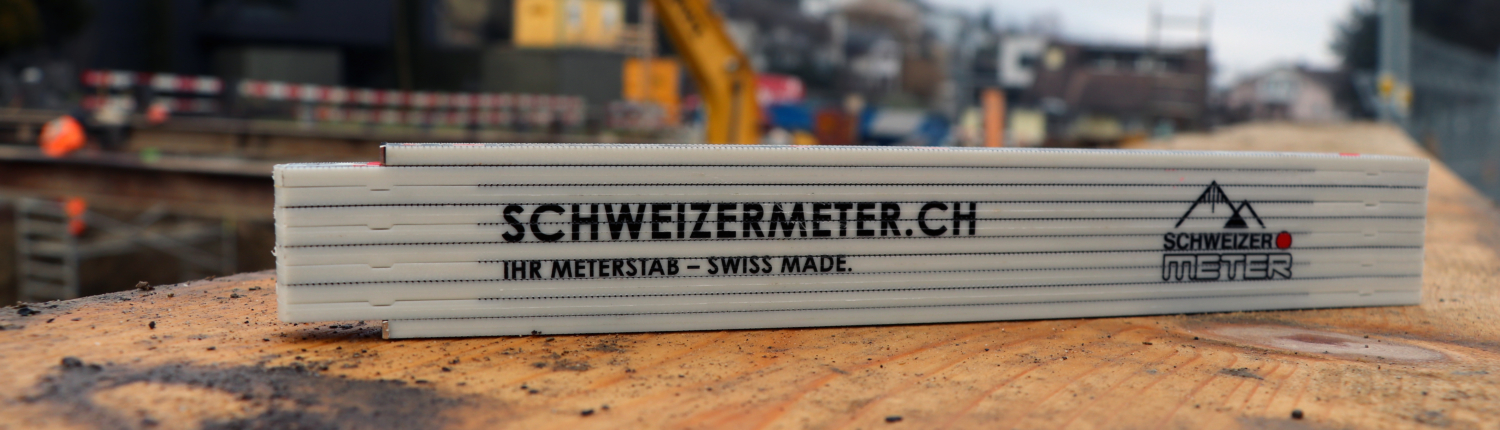 SCHWEIZERMETER.CH
IHR METERSTAB – SWISS MADE.
SCHWEIZER
METER